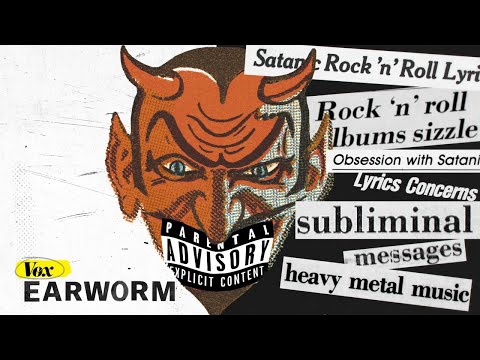 Satanic Rock 'n' Roll Lyri
Rock 'n' roll
lbums sizzle
Obsession with Satani
Lyrics Concerns
subliminal
messages
heavy metal music
PARENTAL
ADVISORY
EXPLICIT CONTENT
Vox
EARWORM